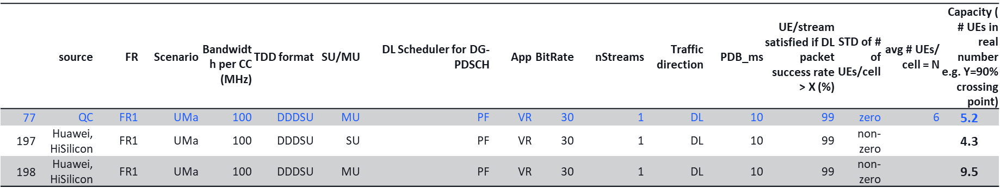 source FR Scenario Bandwidt h per CC (MHz) TDD format SU/MU DL Scheduler for DG-PDSCH App BitRate nStreams Traffic direction PDB_ms UE/stream satisfied if DL packet success rate > X (%) STD of # of UEs/cell avg # UEs/ cell = N Capacity ( # UEs in real number e.g. Y=90% crossing point)
77 QC FR1 UMa 100 DDDSU MU PF VR 30 1 DL 10 99 zero 6 5.2
197 Huawei, HiSilicon FR1 UMa 100 DDDSU SU PF VR 30 1 DL 10 99 non-zero 4.3
198 Huawei, HiSilicon FR1 UMa 100 DDDSU MU PF VR 30 1 DL 10 99 non-zero 9.5